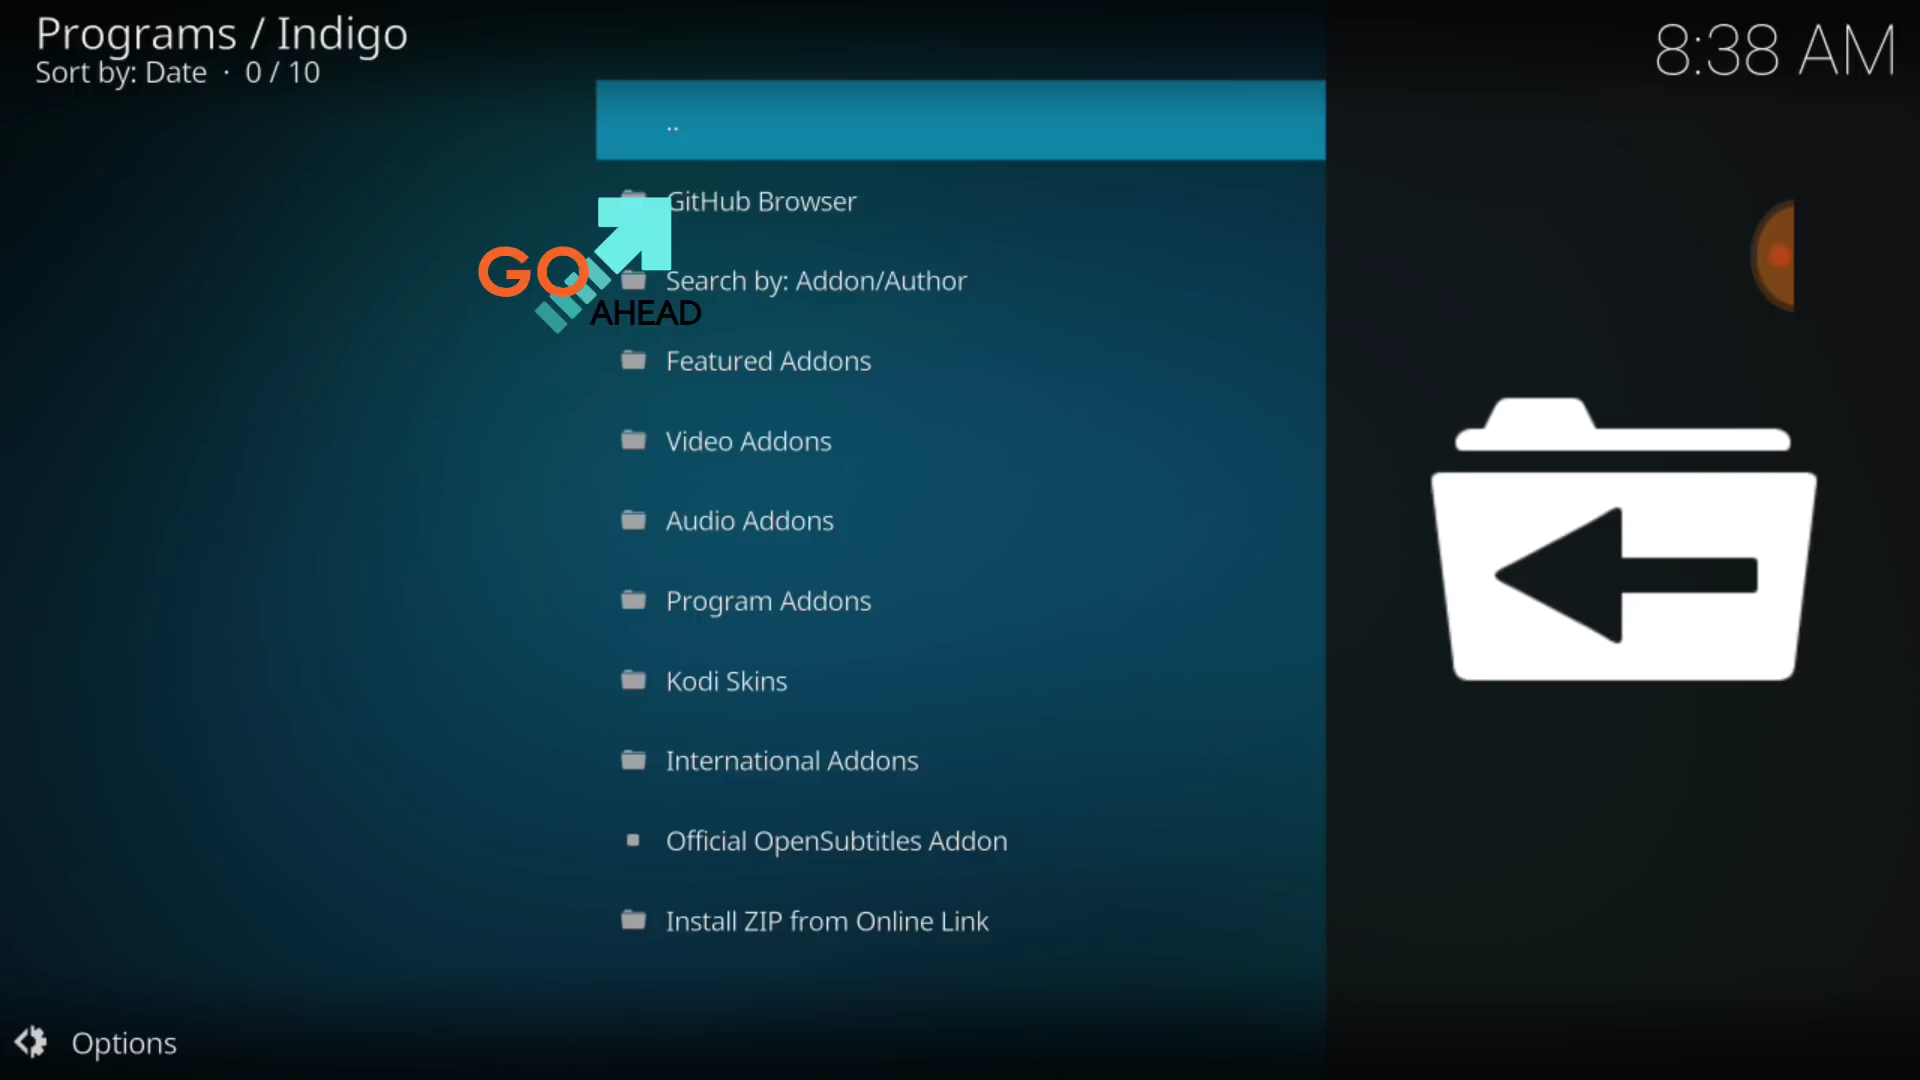 Programs / Indigo
Sort by: Date · 0 / 10
8:38 AM
..
GitHub Browser
GO
AHEAD
Search by: Addon/Author
Featured Addons
Video Addons
Audio Addons
Program Addons
Kodi Skins
International Addons
Official OpenSubtitles Addon
Install ZIP from Online Link
Options